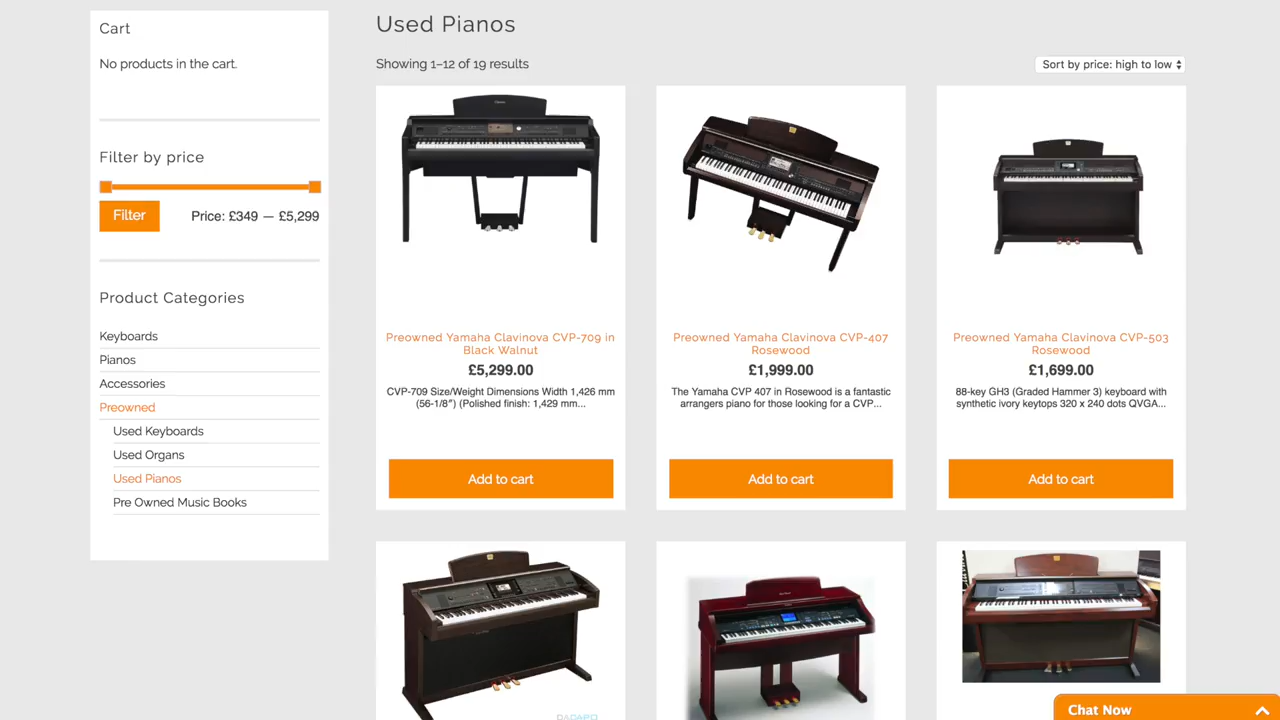 Cart
No products in the cart.
Filter by price
Filter
Price: £349 — £5,299
Product Categories
Keyboards
Pianos
Accessories
Preowned
Used Keyboards
Used Organs
Used Pianos
Pre Owned Music Books
Used Pianos
Showing 1–12 of 19 results
Sort by price: high to low
Preowned Yamaha Clavinova CVP-709 in
Black Walnut
£5,299.00
CVP-709 Size/Weight Dimensions Width 1,426 mm
(56-1/8″) (Polished finish: 1,429 mm...
Add to cart
Preowned Yamaha Clavinova CVP-407
Rosewood
£1,999.00
The Yamaha CVP 407 in Rosewood is a fantastic
arrangers piano for those looking for a CVP...
Add to cart
Preowned Yamaha Clavinova CVP-503
Rosewood
£1,699.00
88-key GH3 (Graded Hammer 3) keyboard with
synthetic ivory keytops 320 x 240 dots QVGA...
Add to cart
Chat Now